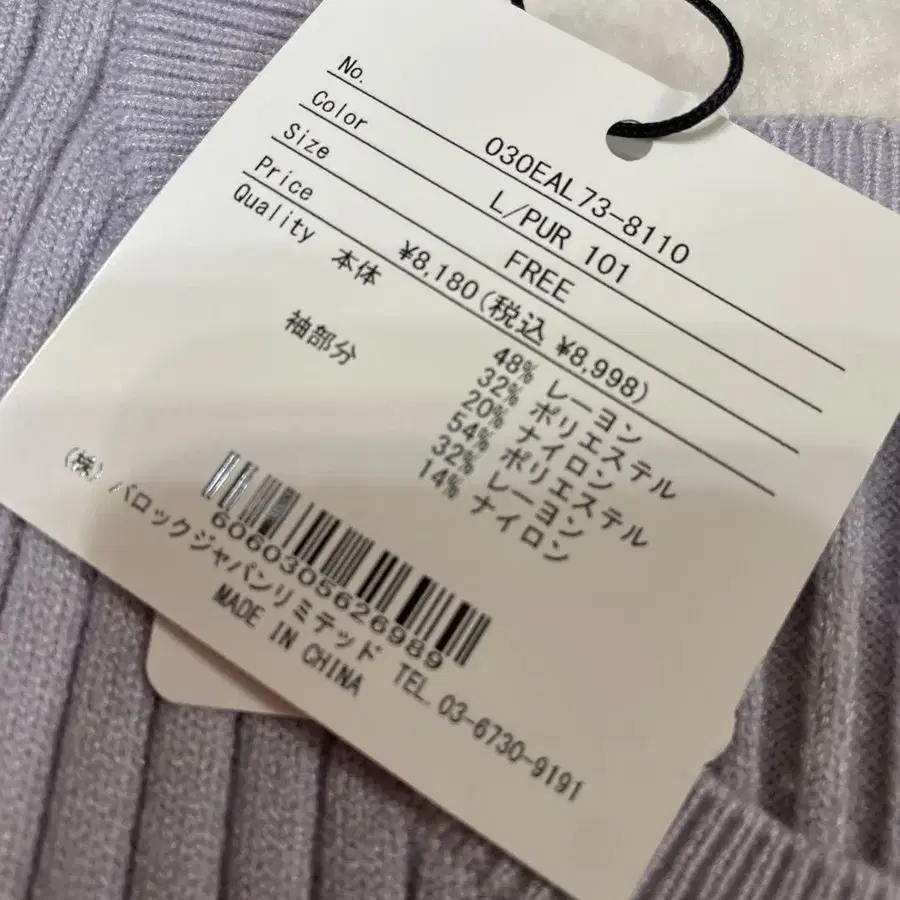 No. 030EAL73-8110
Color L/PUR 101
Size FREE
Price ¥8,180(税込 ¥8,998)
Quality 本体 48% レーヨン
32% ポリエステル
20% ナイロン
袖部分 54% ポリエステル
32% レーヨン
14% ナイロン
6060305626989
(株)バロックジャパンリミテッド TEL.03-6730-9191
MADE IN CHINA